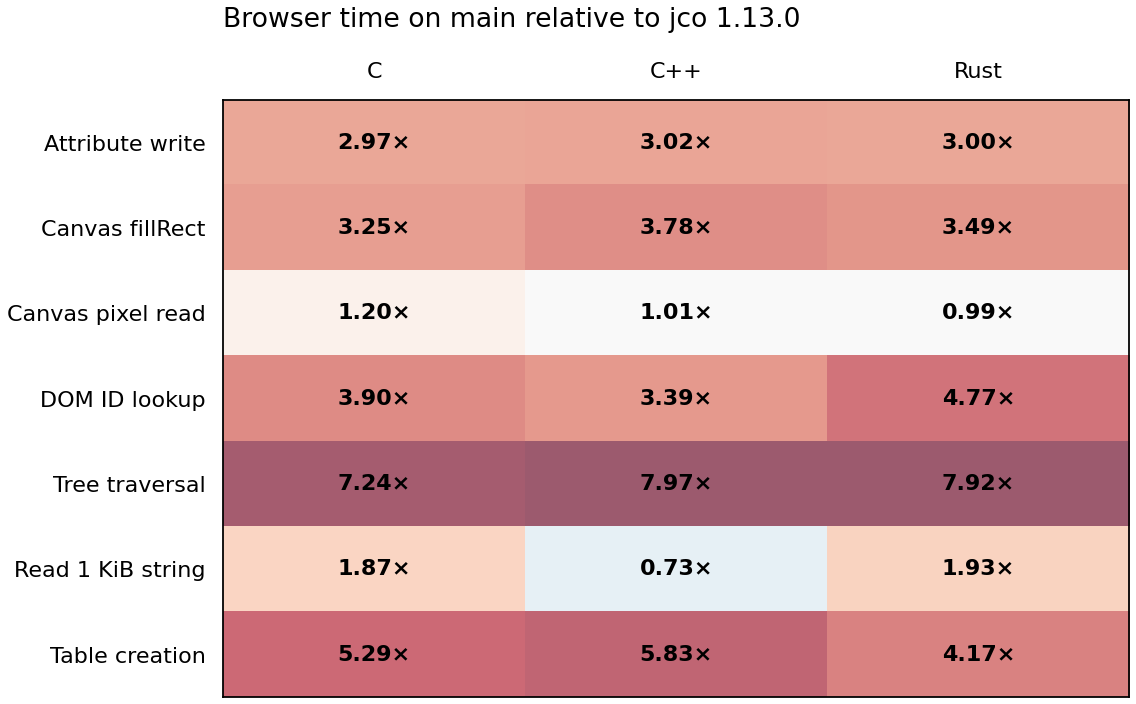 Browser time on main relative to jco 1.13.0
C C++ Rust
Attribute write 2.97× 3.02× 3.00×
Canvas fillRect 3.25× 3.78× 3.49×
Canvas pixel read 1.20× 1.01× 0.99×
DOM ID lookup 3.90× 3.39× 4.77×
Tree traversal 7.24× 7.97× 7.92×
Read 1 KiB string 1.87× 0.73× 1.93×
Table creation 5.29× 5.83× 4.17×